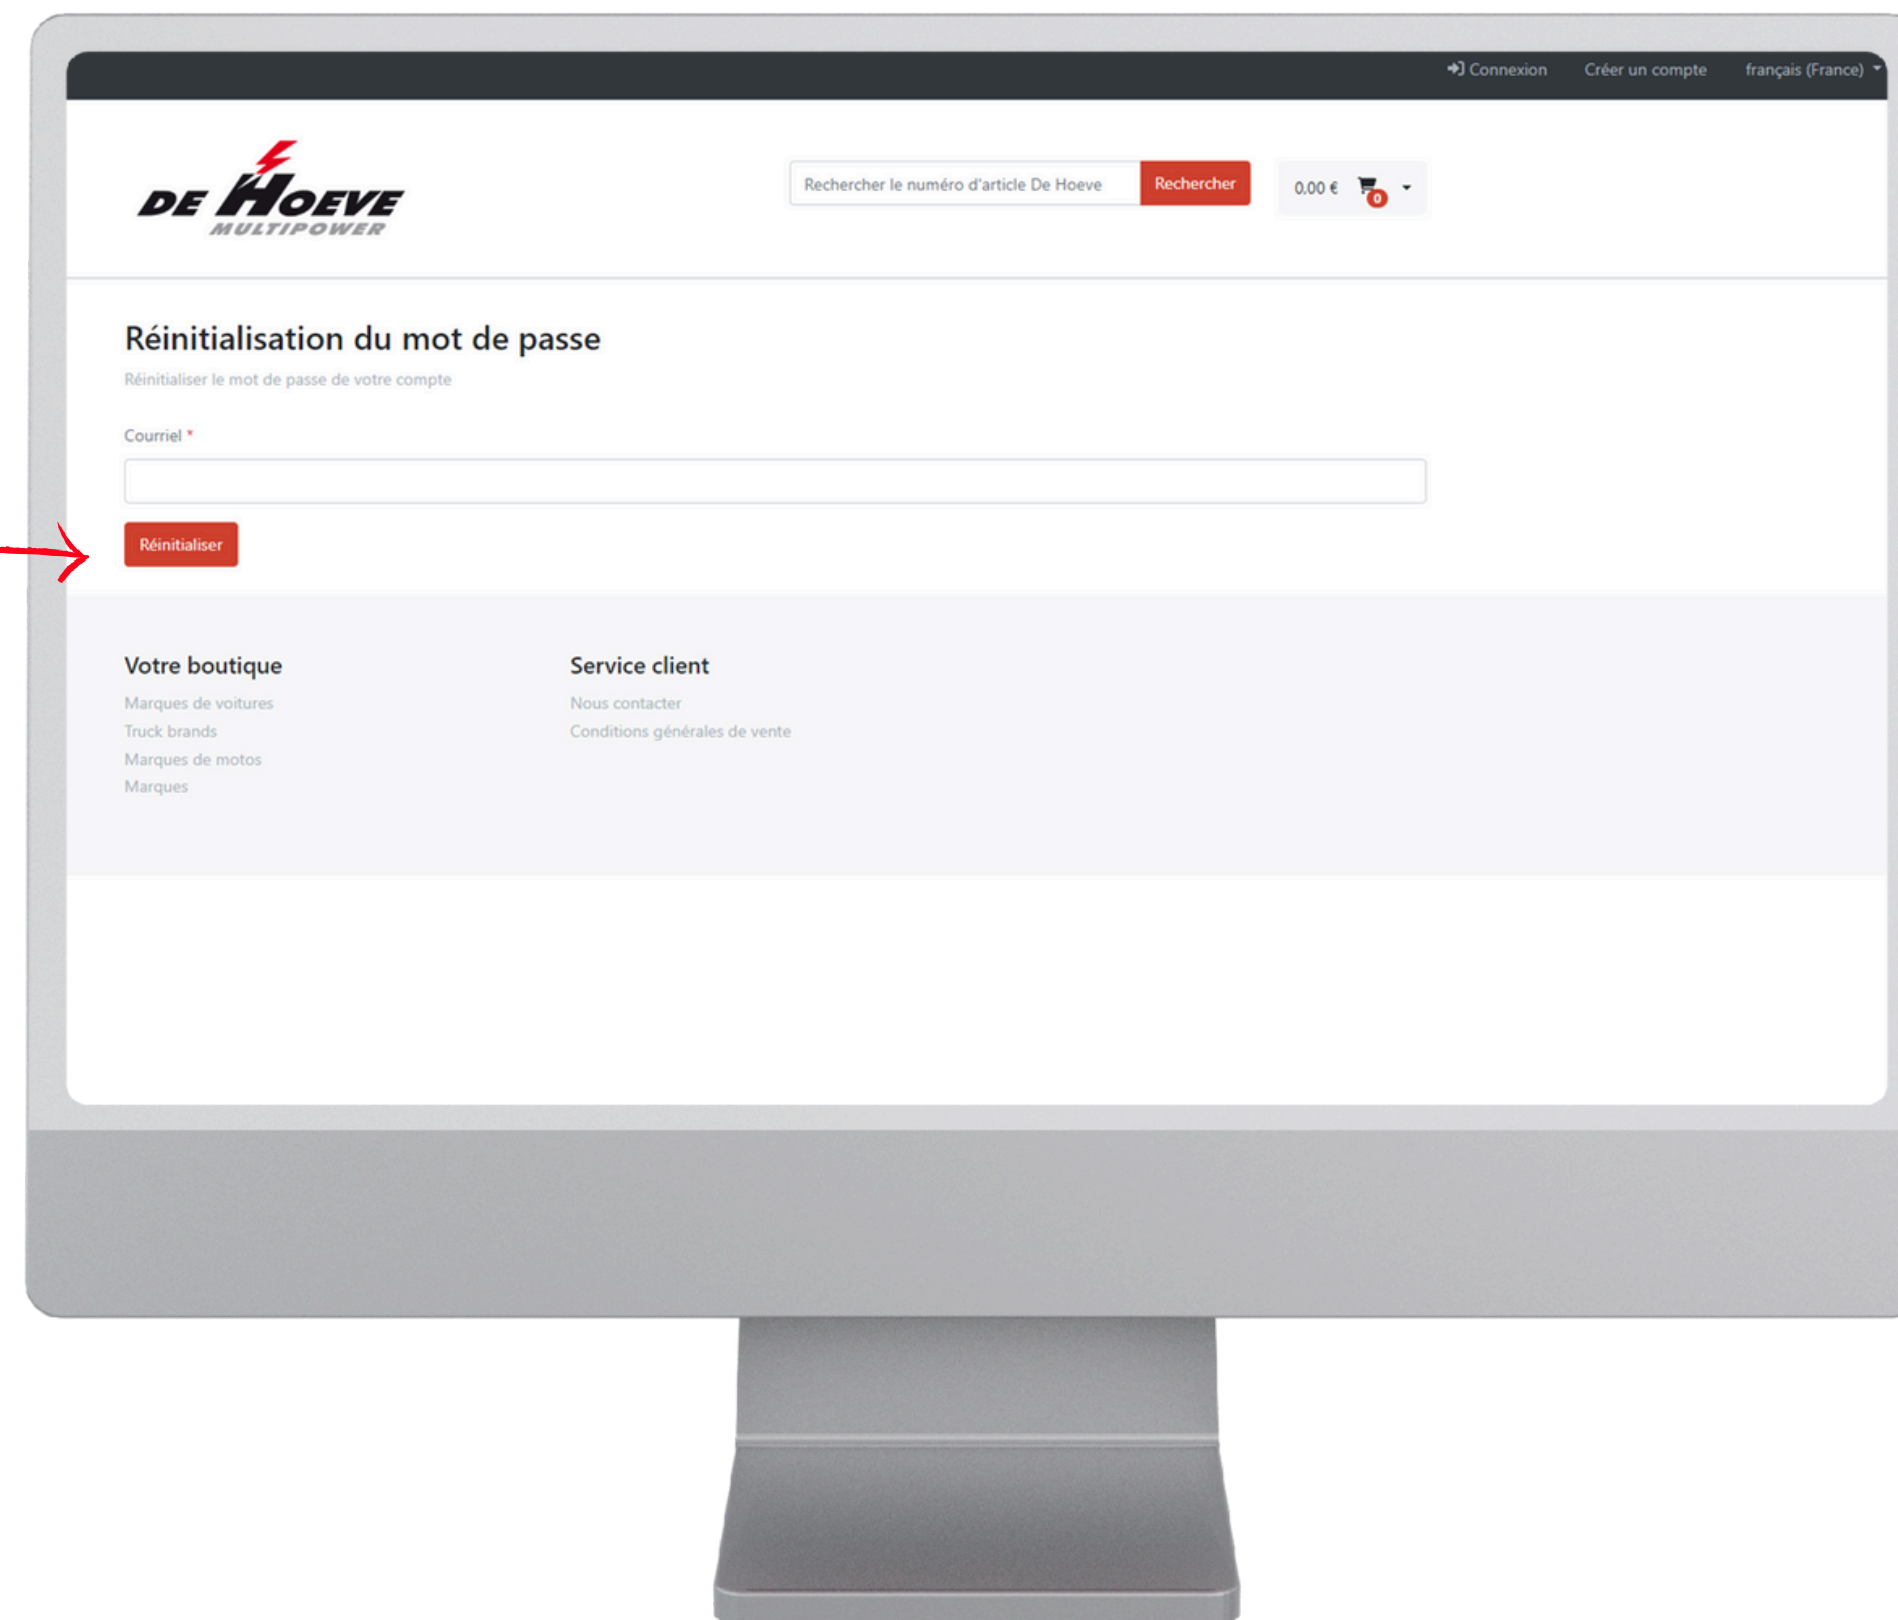 Connexion Créer un compte français (France)
DE HOEVE
MULTIPOWER
Rechercher le numéro d'article De Hoeve Rechercher 0,00 € 0
Réinitialisation du mot de passe
Réinitialiser le mot de passe de votre compte
Courriel *
Réinitialiser
Votre boutique
Marques de voitures
Truck brands
Marques de motos
Marques
Service client
Nous contacter
Conditions générales de vente